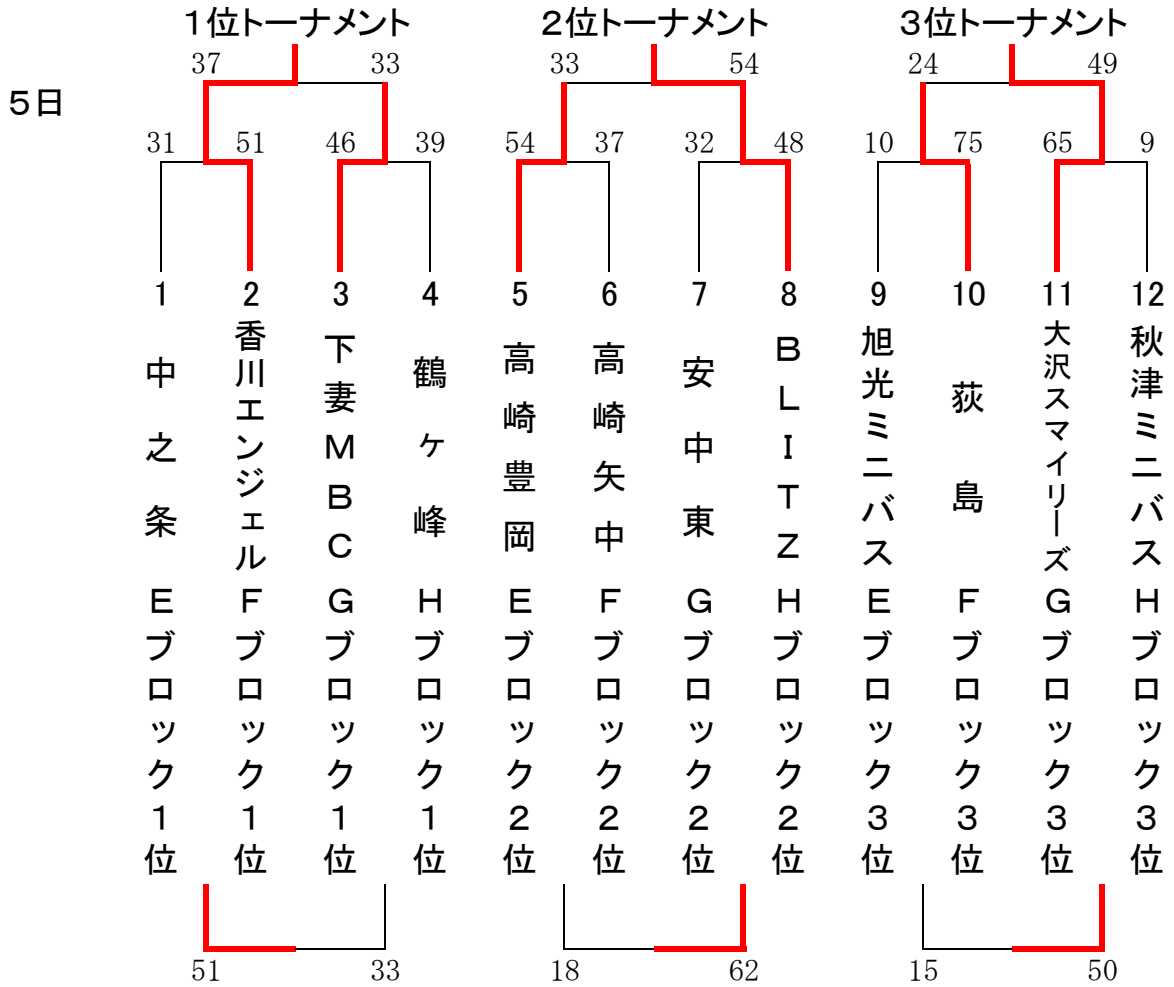 1位トーナメント 2位トーナメント 3位トーナメント
37 33 33 54 24 49
5日
31 51 46 39 54 37 32 48 10 75 65 9
1 2 3 4 5 6 7 8 9 10 11 12
中之条
香川エンジェル
下妻MBC
鶴ヶ峰
高崎豊岡
高崎矢中
安中東
BLITZ
旭光ミニバス
荻島
大沢スマイリーズ
秋津ミニバス
Eブロック1位
Fブロック1位
Gブロック1位
Hブロック1位
Eブロック2位
Fブロック2位
Gブロック2位
Hブロック2位
Eブロック3位
Fブロック3位
Gブロック3位
Hブロック3位
51 33 18 62 15 50